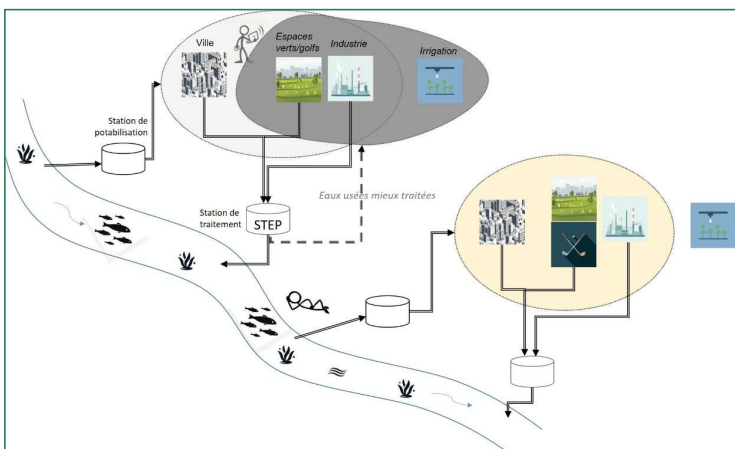 Ville
Espaces
verts/golfs
Industrie
Irrigation
Station de
potabilisation
Eaux usées mieux traitées
Station de
traitement
STEP